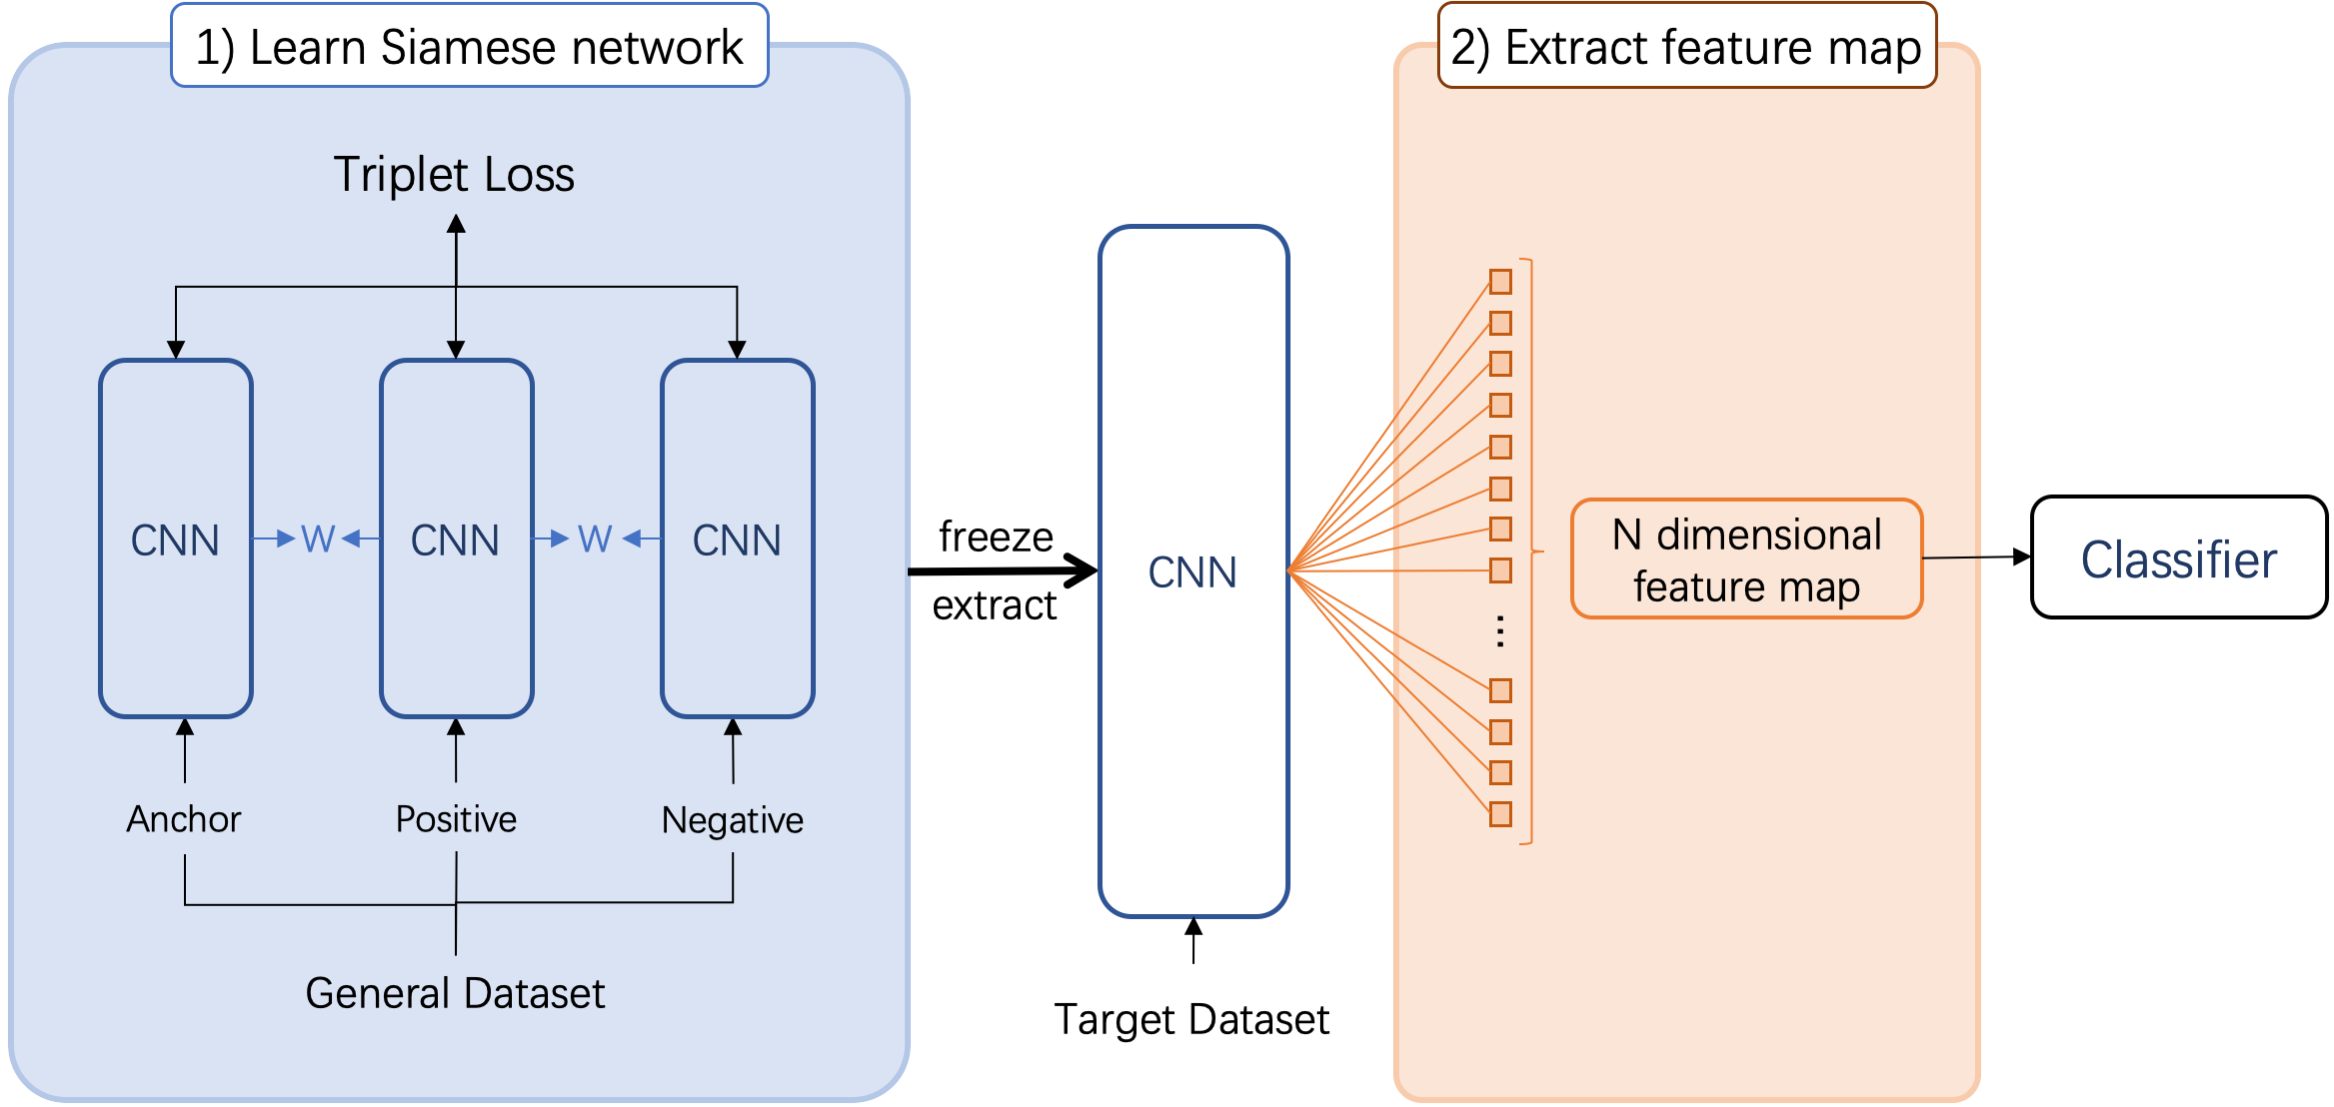 1) Learn Siamese network
Triplet Loss
CNN
W
CNN
W
CNN
Anchor
Positive
Negative
General Dataset
freeze
extract
CNN
Target Dataset
2) Extract feature map
⋮
N dimensional
feature map
Classifier